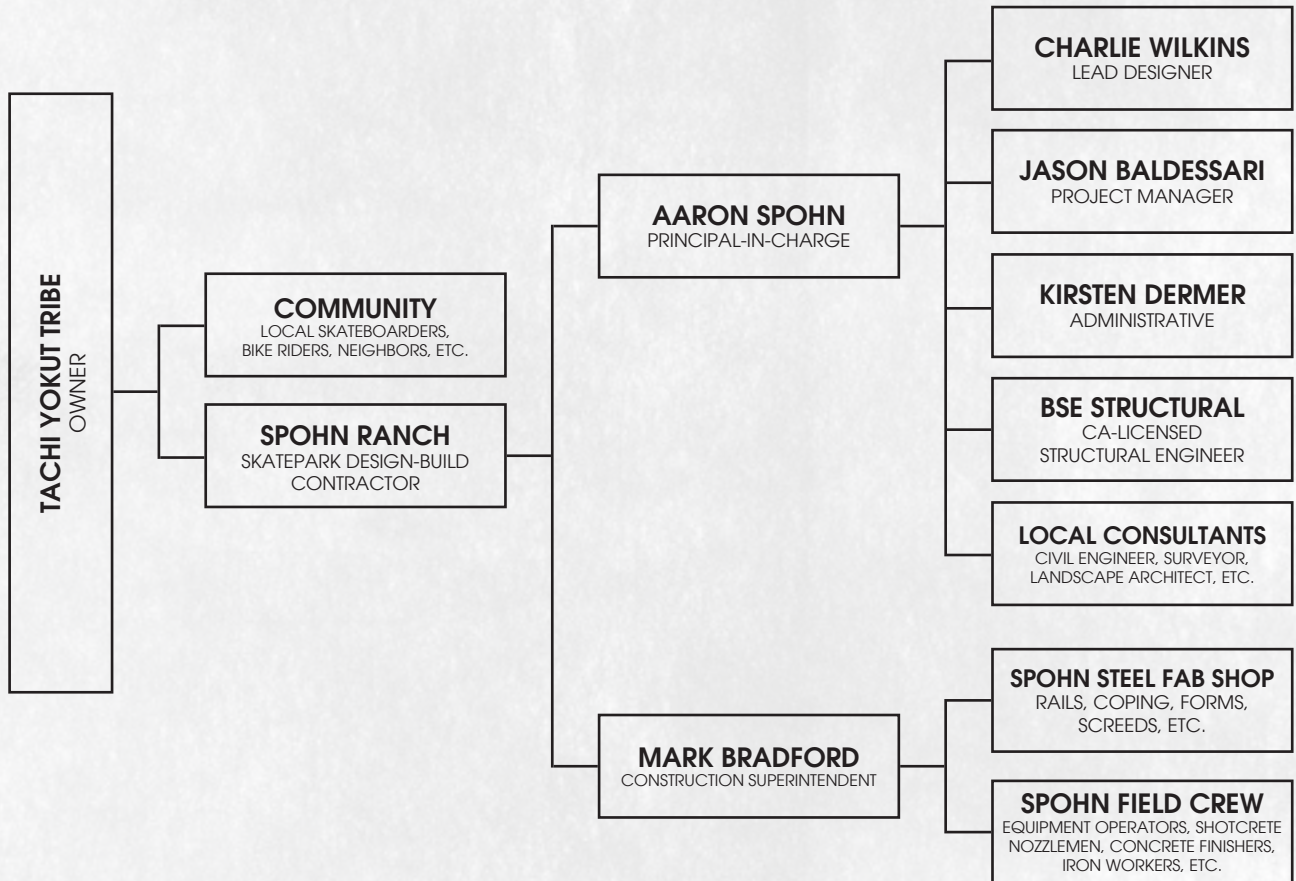 TACHI YOKUT TRIBE
OWNER
COMMUNITY
LOCAL SKATEBOARDERS,
BIKE RIDERS, NEIGHBORS, ETC.
SPOHN RANCH
SKATEPARK DESIGN-BUILD
CONTRACTOR
AARON SPOHN
PRINCIPAL-IN-CHARGE
CHARLIE WILKINS
LEAD DESIGNER
JASON BALDESSARI
PROJECT MANAGER
KIRSTEN DERMER
ADMINISTRATIVE
BSE STRUCTURAL
CA-LICENSED
STRUCTURAL ENGINEER
LOCAL CONSULTANTS
CIVIL ENGINEER, SURVEYOR,
LANDSCAPE ARCHITECT, ETC.
MARK BRADFORD
CONSTRUCTION SUPERINTENDENT
SPOHN STEEL FAB SHOP
RAILS, COPING, FORMS,
SCREEDS, ETC.
SPOHN FIELD CREW
EQUIPMENT OPERATORS, SHOTCRETE
NOZZLEMEN, CONCRETE FINISHERS,
IRON WORKERS, ETC.